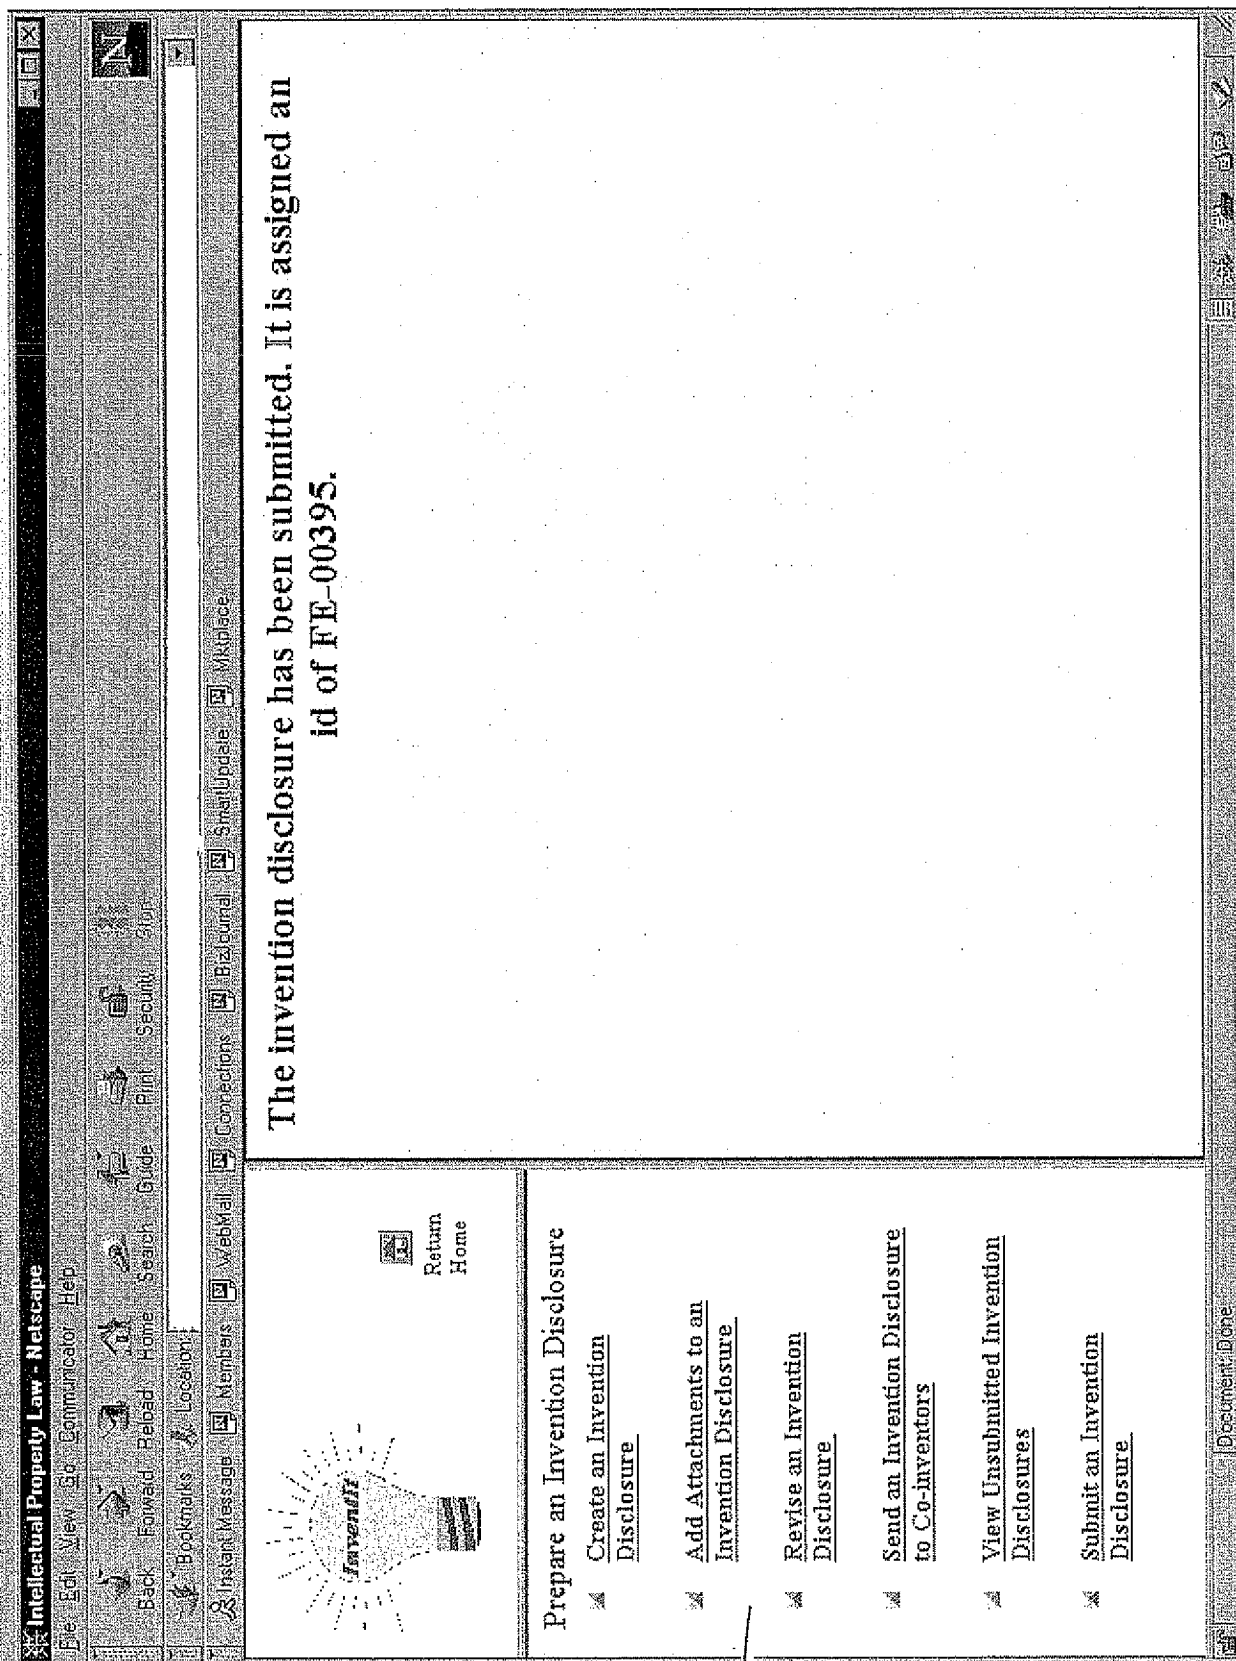 Intellectual Property Law - Netscape
File Edit View Go Communicator Help
Back Forward Reload Home Search Guide Print Security Stop
Bookmarks Location:
Instant Message Members WebMail Connections BizJournal SmartUpdate Mktplace
InvendIt
Return
Home
Prepare an Invention Disclosure
Create an Invention
Disclosure
Add Attachments to an
Invention Disclosure
Revise an Invention
Disclosure
Send an Invention Disclosure
to Co-inventors
View Unsubmitted Invention
Disclosures
Submit an Invention
Disclosure
The invention disclosure has been submitted. It is assigned an
id of FE-00395.
Document: Done